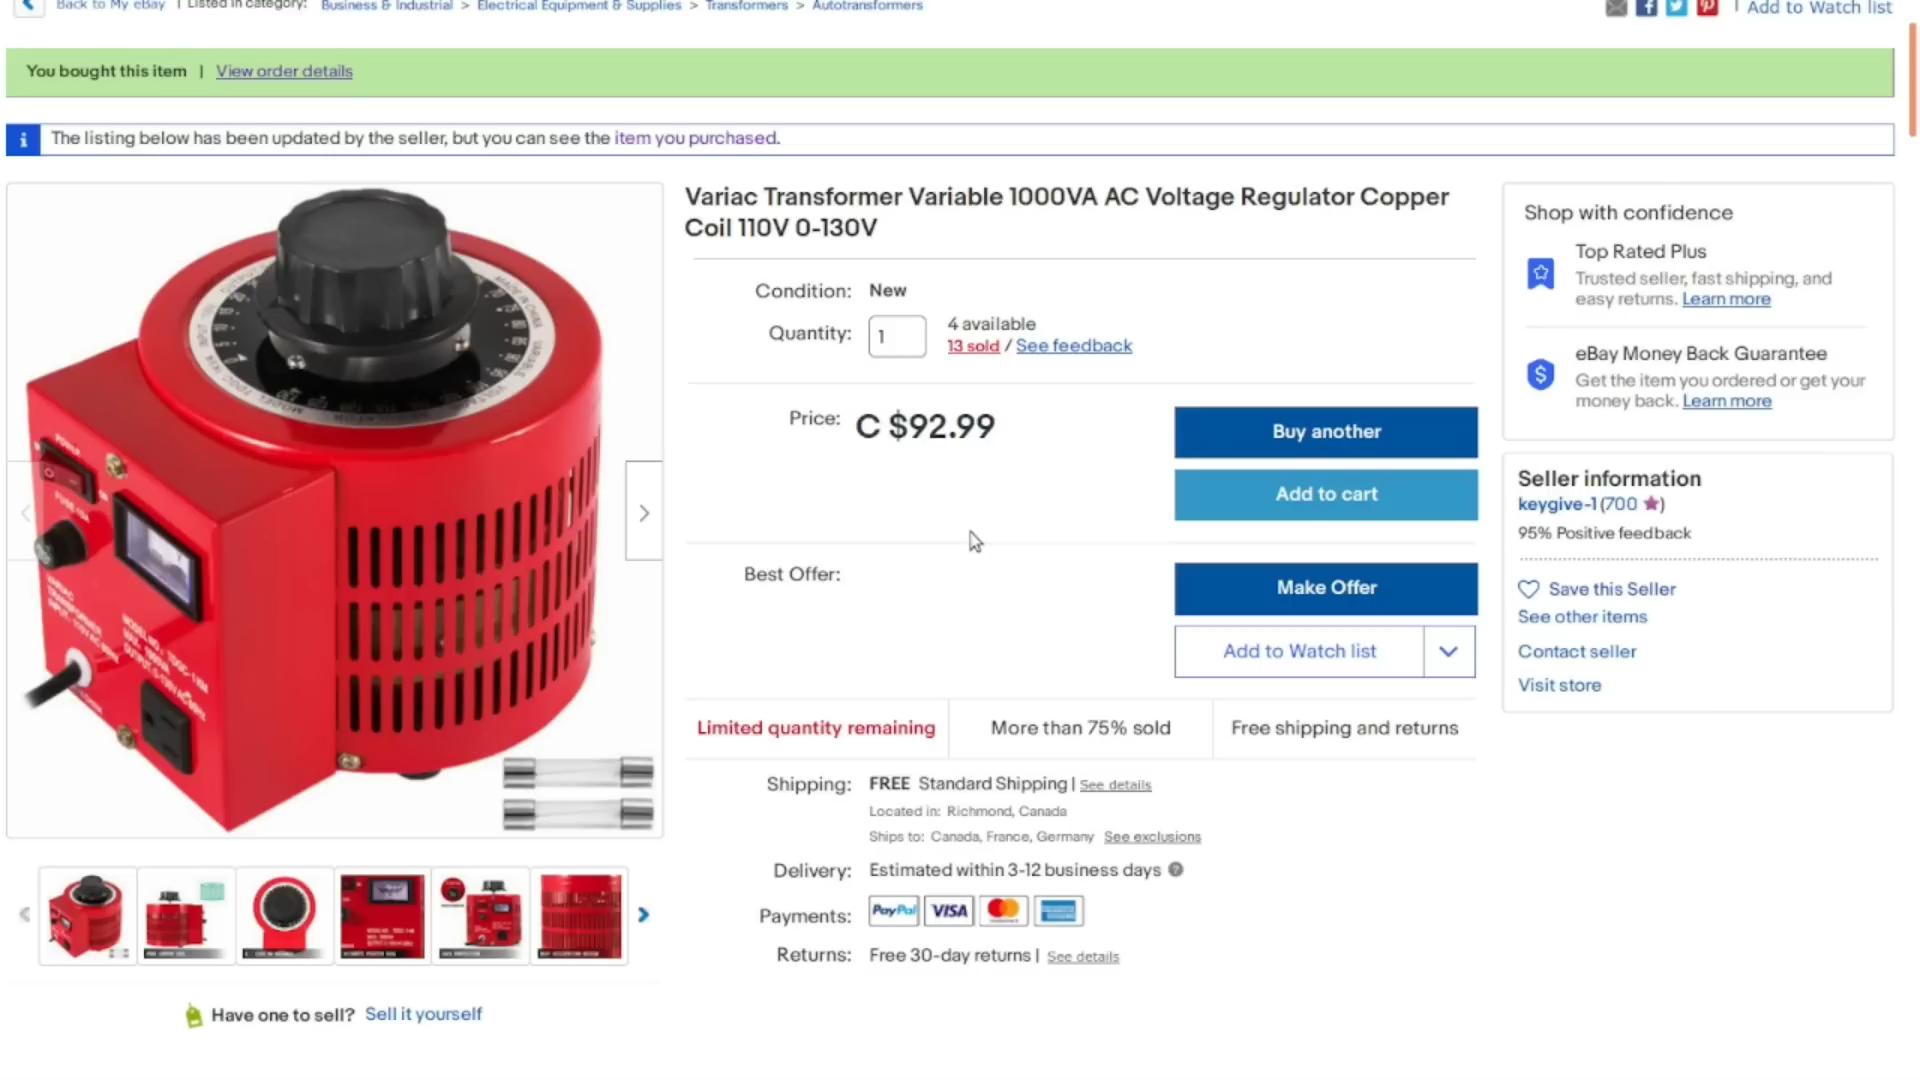 Back to My eBay | Listed in category: Business & Industrial > Electrical Equipment & Supplies > Transformers > Autotransformers
| Add to Watch list
You bought this item | View order details
The listing below has been updated by the seller, but you can see the item you purchased.
Variac Transformer Variable 1000VA AC Voltage Regulator Copper
Coil 110V 0-130V
Condition: New
Quantity: 1
4 available
13 sold / See feedback
Price: C $92.99
Buy another
Add to cart
Best Offer:
Make Offer
Add to Watch list
Limited quantity remaining
More than 75% sold
Free shipping and returns
Shipping: FREE Standard Shipping | See details
Located in: Richmond, Canada
Ships to: Canada, France, Germany See exclusions
Delivery: Estimated within 3-12 business days
Payments: PayPal VISA
Returns: Free 30-day returns | See details
Shop with confidence
Top Rated Plus
Trusted seller, fast shipping, and
easy returns. Learn more
eBay Money Back Guarantee
Get the item you ordered or get your
money back. Learn more
Seller information
keygive-1 (700 ★)
95% Positive feedback
Save this Seller
See other items
Contact seller
Visit store
POWER
VARIAC
TRANSFORMER
MADE IN CHINA
Have one to sell? Sell it yourself